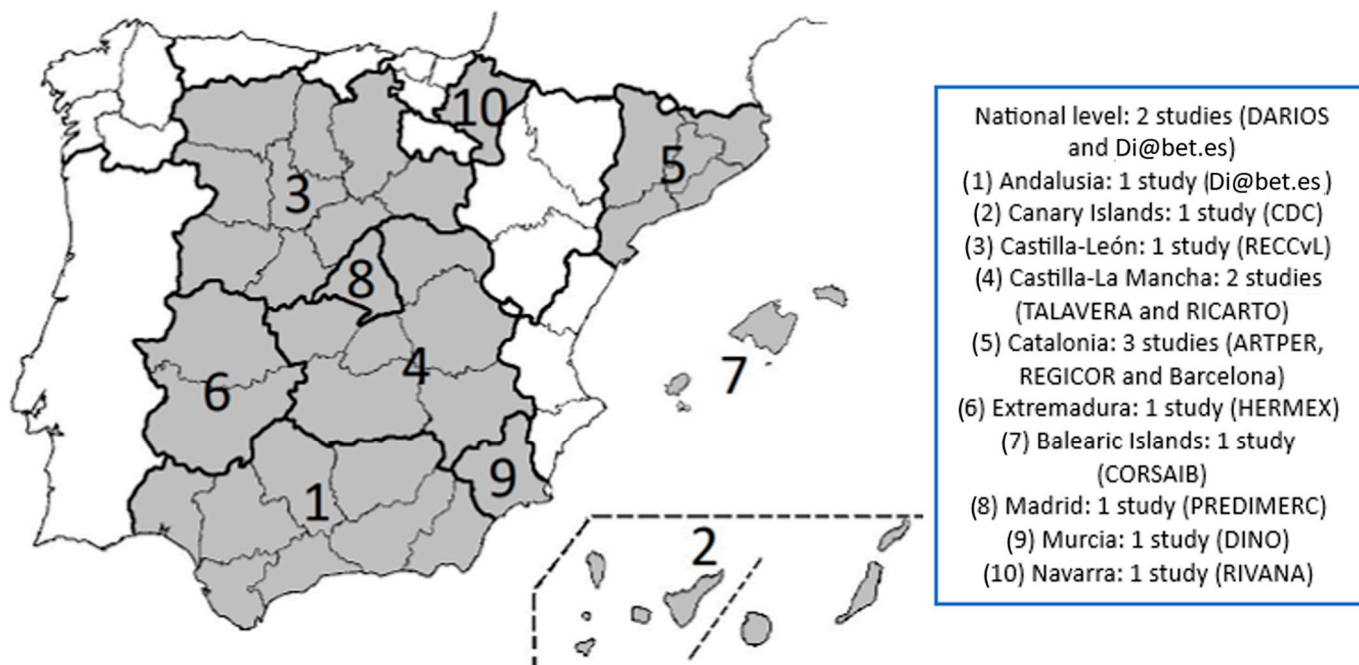 10
5
3
8
4
7
6
9
1
2
National level: 2 studies (DARIOS
and Di@bet.es)
(1) Andalusia: 1 study (Di@bet.es)
(2) Canary Islands: 1 study (CDC)
(3) Castilla-León: 1 study (RECCvL)
(4) Castilla-La Mancha: 2 studies
(TALAVERA and RICARTO)
(5) Catalonia: 3 studies (ARTPER,
REGICOR and Barcelona)
(6) Extremadura: 1 study (HERMEX)
(7) Balearic Islands: 1 study
(CORSAIB)
(8) Madrid: 1 study (PREDIMERC)
(9) Murcia: 1 study (DINO)
(10) Navarra: 1 study (RIVANA)